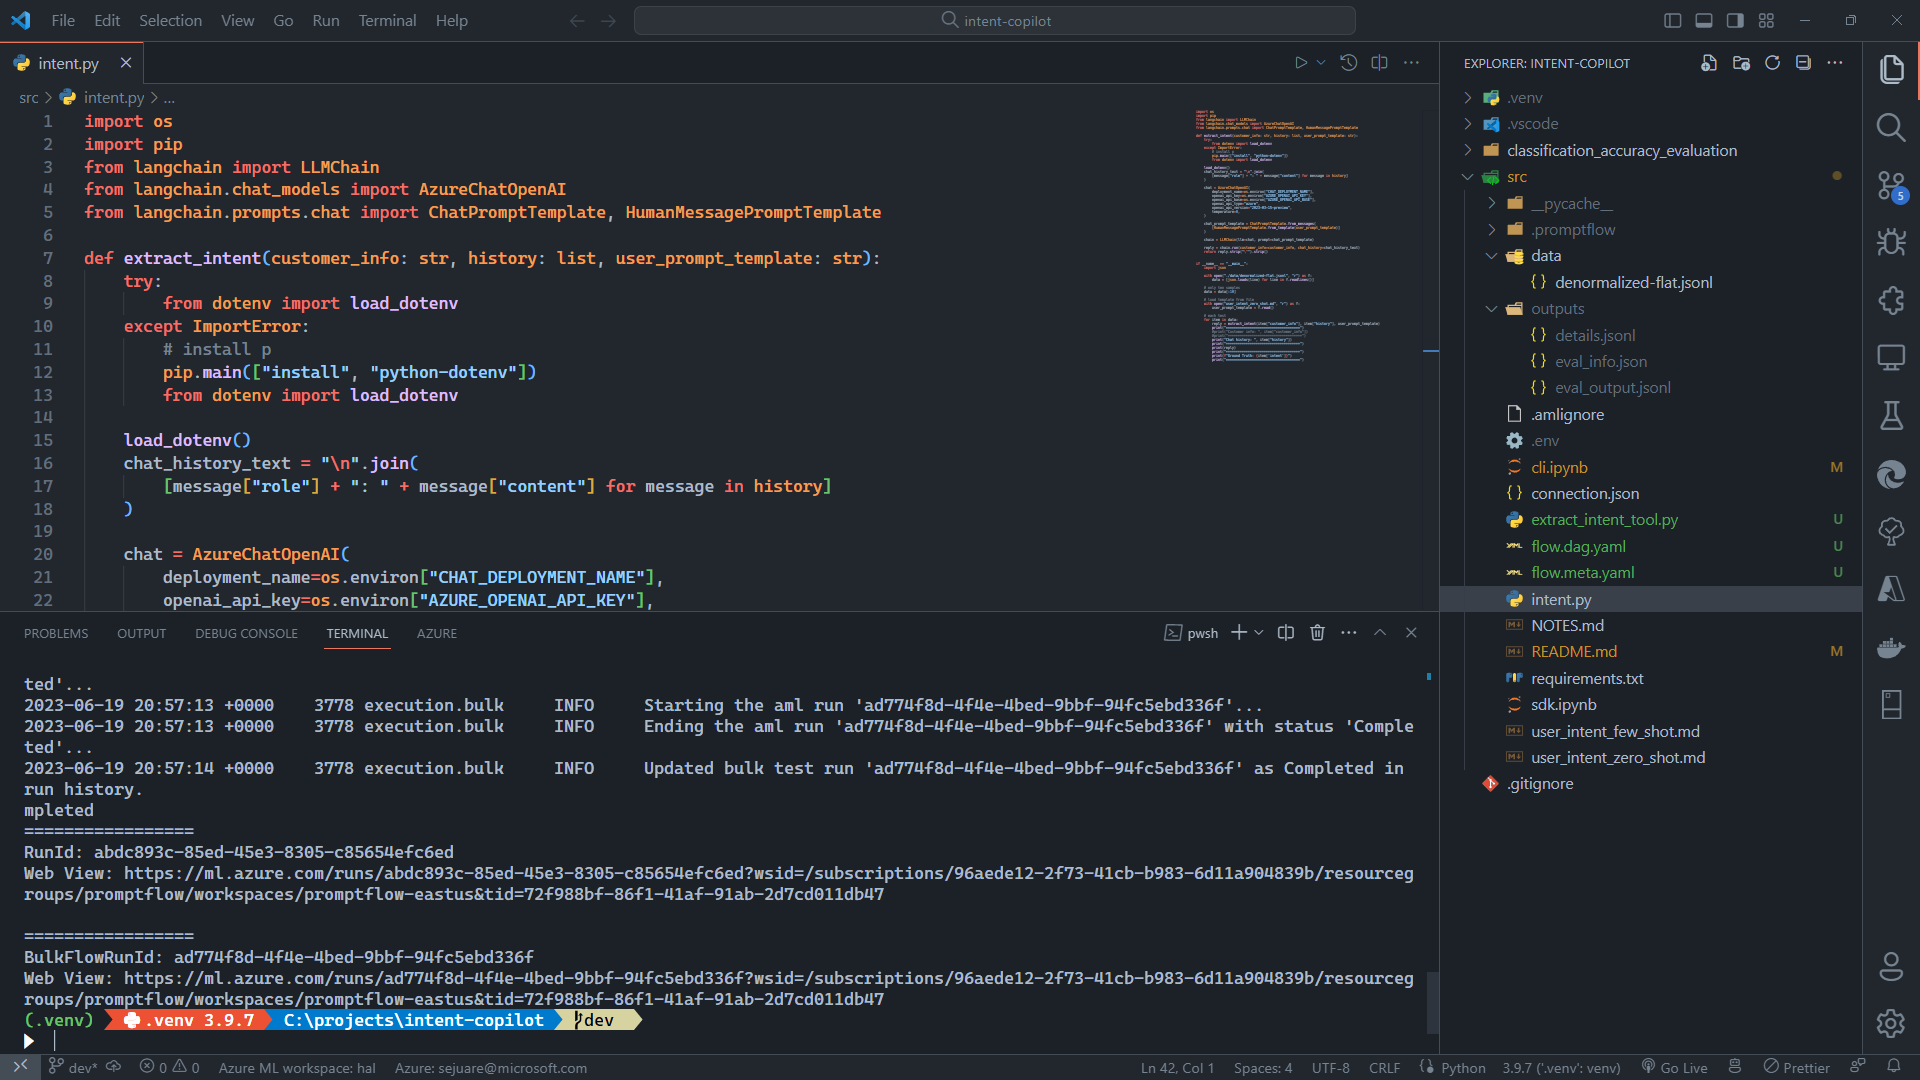 File Edit Selection View Go Run Terminal Help
intent-copilot
intent.py
src > intent.py > ...
1 import os
2 import pip
3 from langchain import LLMChain
4 from langchain.chat_models import AzureChatOpenAI
5 from langchain.prompts.chat import ChatPromptTemplate, HumanMessagePromptTemplate
6
7 def extract_intent(customer_info: str, history: list, user_prompt_template: str):
8 try:
9 from dotenv import load_dotenv
10 except ImportError:
11 # install p
12 pip.main(["install", "python-dotenv"])
13 from dotenv import load_dotenv
14
15 load_dotenv()
16 chat_history_text = "\n".join(
17 [message["role"] + ": " + message["content"] for message in history]
18 )
19
20 chat = AzureChatOpenAI(
21 deployment_name=os.environ["CHAT_DEPLOYMENT_NAME"],
22 openai_api_key=os.environ["AZURE_OPENAI_API_KEY"],
PROBLEMS OUTPUT DEBUG CONSOLE TERMINAL AZURE
pwsh
ted'...
2023-06-19 20:57:13 +0000 3778 execution.bulk INFO Starting the aml run 'ad774f8d-4f4e-4bed-9bbf-94fc5ebd336f'...
2023-06-19 20:57:13 +0000 3778 execution.bulk INFO Ending the aml run 'ad774f8d-4f4e-4bed-9bbf-94fc5ebd336f' with status 'Comple
ted'...
2023-06-19 20:57:14 +0000 3778 execution.bulk INFO Updated bulk test run 'ad774f8d-4f4e-4bed-9bbf-94fc5ebd336f' as Completed in
run history.
mpleted
=================
RunId: abdc893c-85ed-45e3-8305-c85654efc6ed
Web View: https://ml.azure.com/runs/abdc893c-85ed-45e3-8305-c85654efc6ed?wsid=/subscriptions/96aede12-2f73-41cb-b983-6d11a904839b/resourceg
roups/promptflow/workspaces/promptflow-eastus&tid=72f988bf-86f1-41af-91ab-2d7cd011db47
=================
BulkFlowRunId: ad774f8d-4f4e-4bed-9bbf-94fc5ebd336f
Web View: https://ml.azure.com/runs/ad774f8d-4f4e-4bed-9bbf-94fc5ebd336f?wsid=/subscriptions/96aede12-2f73-41cb-b983-6d11a904839b/resourceg
roups/promptflow/workspaces/promptflow-eastus&tid=72f988bf-86f1-41af-91ab-2d7cd011db47
(.venv) .venv 3.9.7 C:\projects\intent-copilot dev
EXPLORER: INTENT-COPILOT
.venv
.vscode
classification_accuracy_evaluation
src
__pycache__
.promptflow
data
denormalized-flat.jsonl
outputs
details.jsonl
eval_info.json
eval_output.jsonl
.amlignore
.env
cli.ipynb M
connection.json
extract_intent_tool.py U
flow.dag.yaml U
flow.meta.yaml U
intent.py
NOTES.md
README.md M
requirements.txt
sdk.ipynb
user_intent_few_shot.md
user_intent_zero_shot.md
.gitignore
5
dev* 0 0 Azure ML workspace: hal Azure: sejuare@microsoft.com Ln 42, Col 1 Spaces: 4 UTF-8 CRLF Python 3.9.7 ('.venv': venv) Go Live Prettier